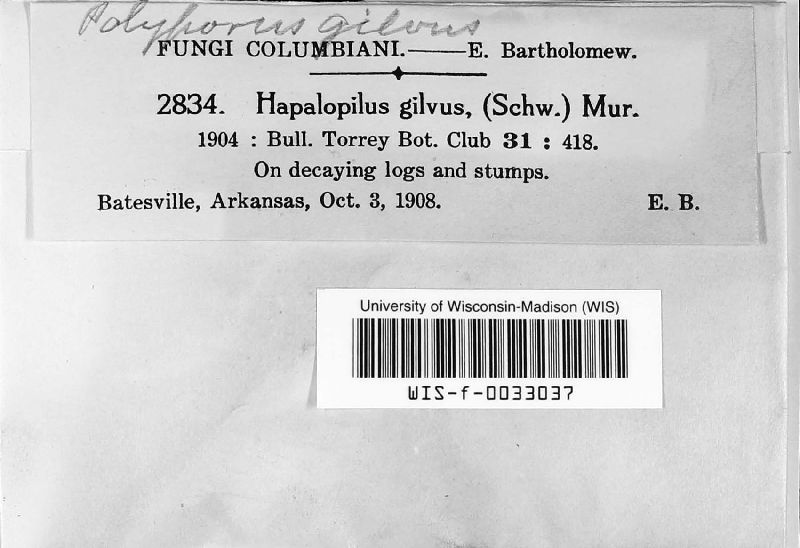 Polyporus gilvus
FUNGI COLUMBIANI.——E. Bartholomew.
2834. Hapalopilus gilvus, (Schw.) Mur.
1904 : Bull. Torrey Bot. Club 31 : 418.
On decaying logs and stumps.
Batesville, Arkansas, Oct. 3, 1908. E. B.
University of Wisconsin-Madison (WIS)
WIS-f-0033037